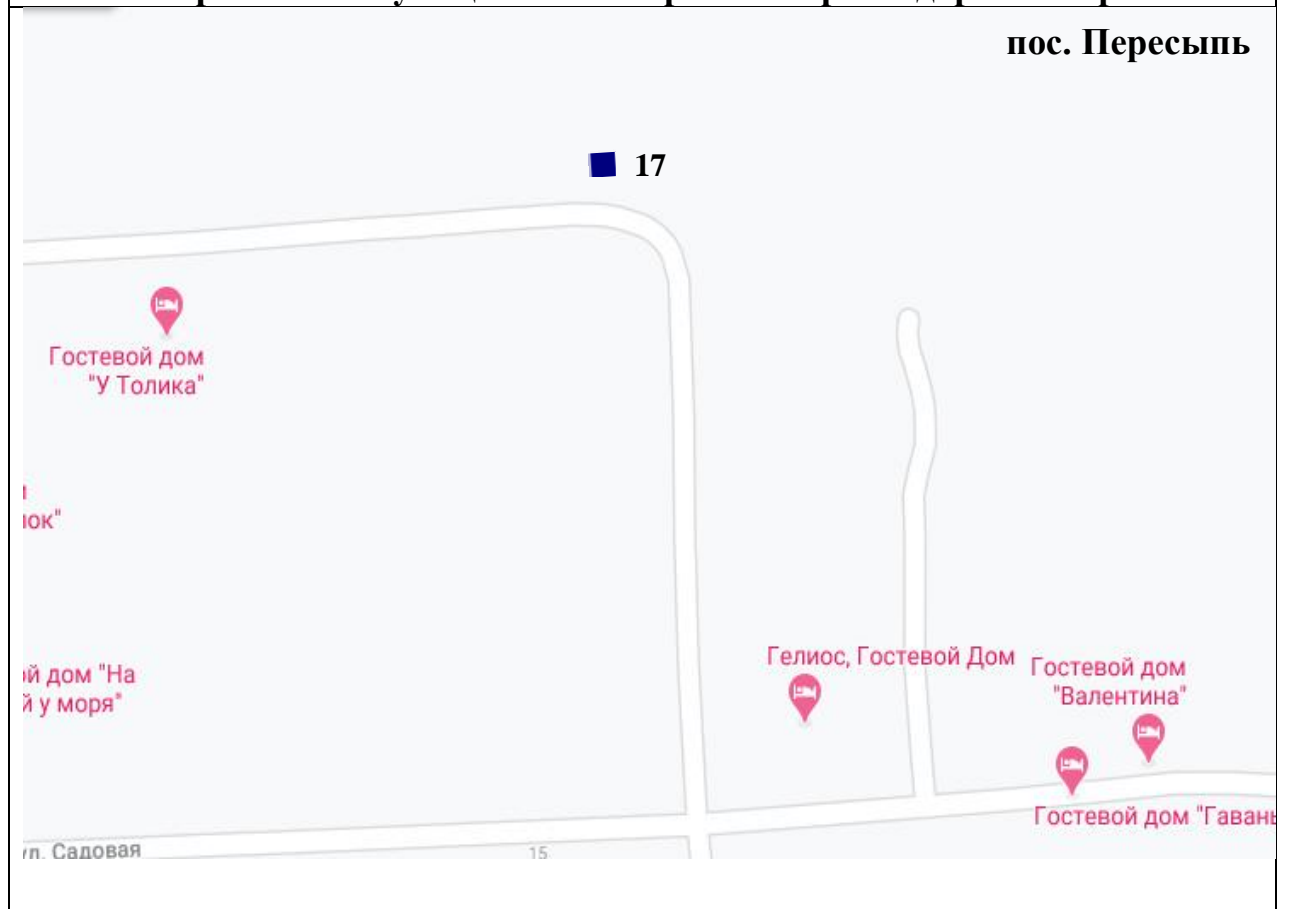 пос. Пересыпь
17
Гостевой дом
"У Толика"
ок"
й дом "На
й у моря"
Гелиос, Гостевой Дом
Гостевой дом
"Валентина"
Гостевой дом "Гавань
ул. Садовая
15